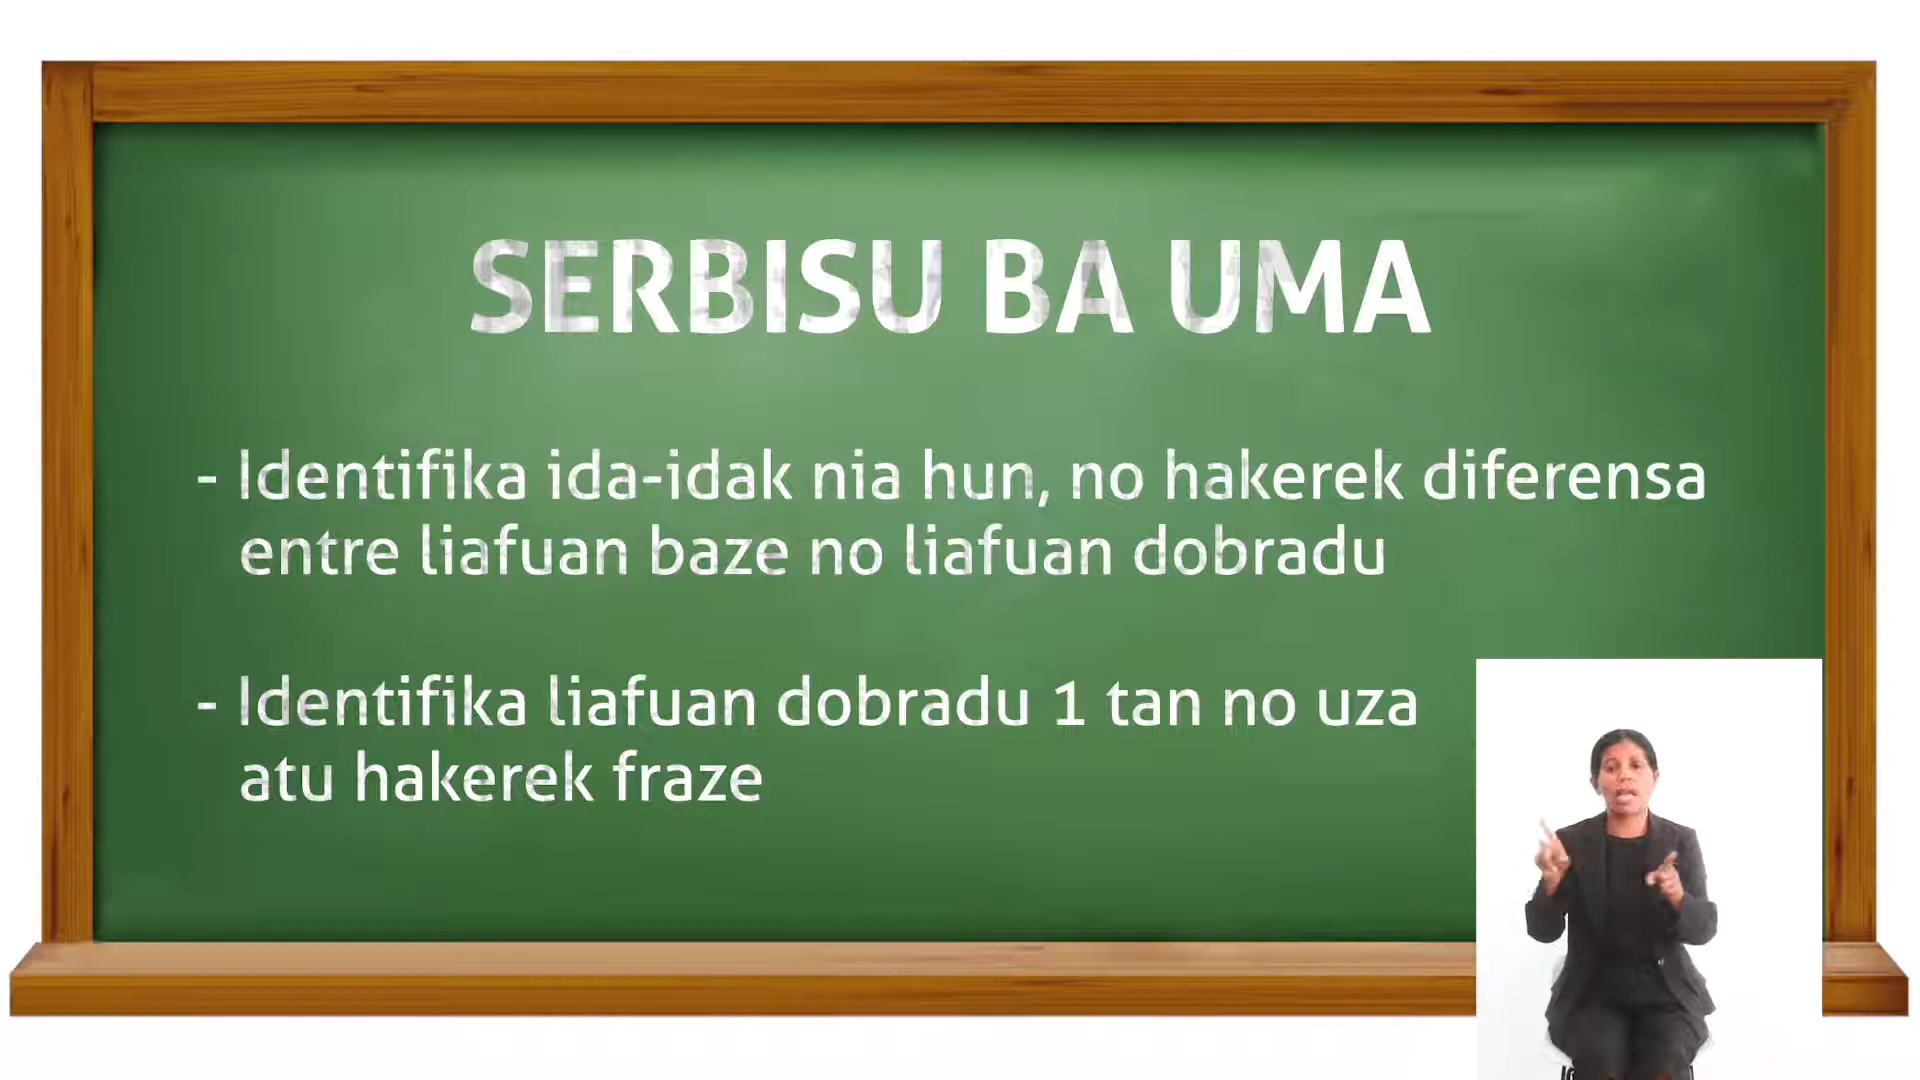 SERBISU BA UMA
- Identifika ida-idak nia hun, no hakerek diferensa
entre liafuan baze no liafuan dobradu
- Identifika liafuan dobradu 1 tan no uza
atu hakerek fraze